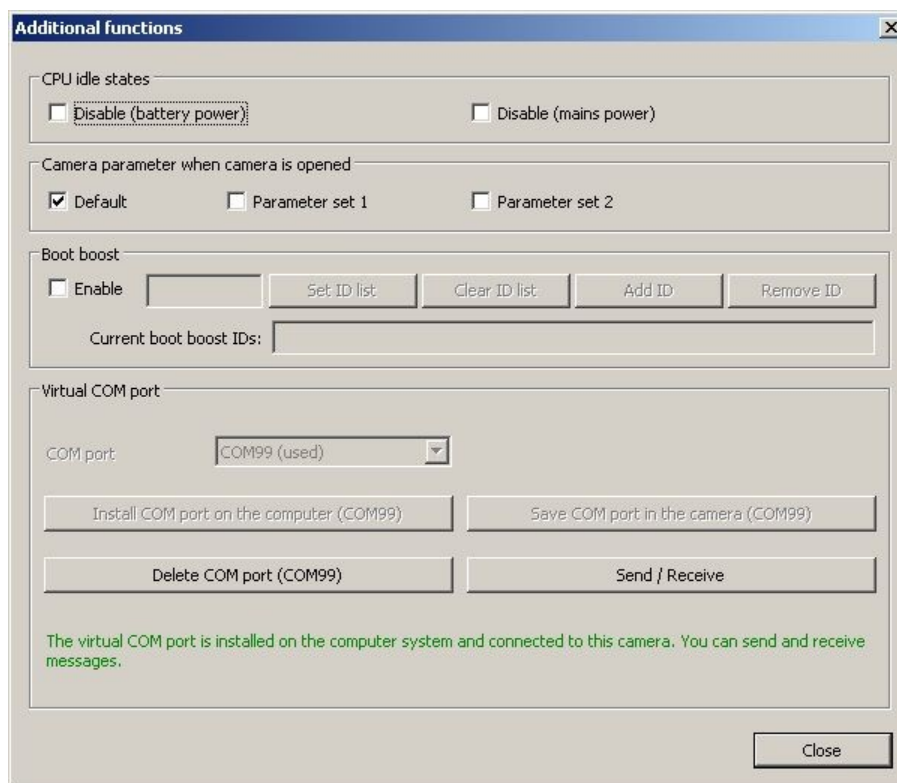 Additional functions
CPU idle states
Disable (battery power) Disable (mains power)
Camera parameter when camera is opened
Default Parameter set 1 Parameter set 2
Boot boost
Enable Set ID list Clear ID list Add ID Remove ID
Current boot boost IDs:
Virtual COM port
COM port COM99 (used)
Install COM port on the computer (COM99) Save COM port in the camera (COM99)
Delete COM port (COM99) Send / Receive
The virtual COM port is installed on the computer system and connected to this camera. You can send and receive
messages.
Close